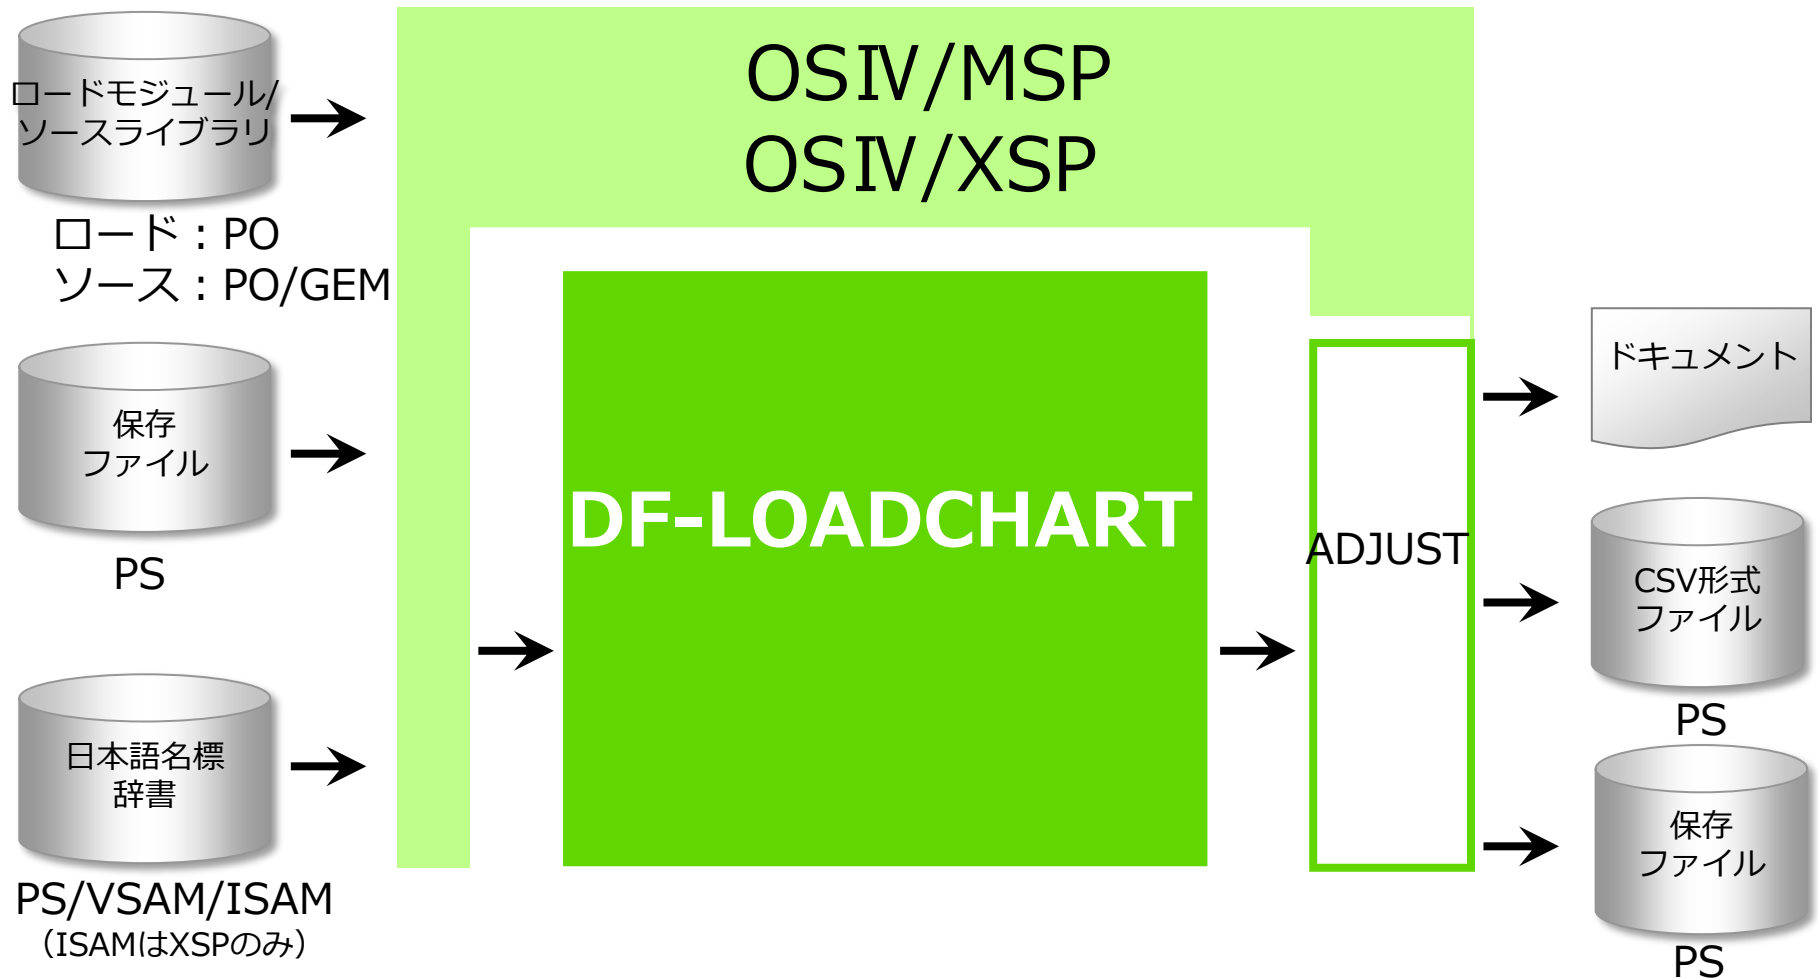 OSⅣ/MSP
OSⅣ/XSP
ロードモジュール/
ソースライブラリ
ロード：PO
ソース：PO/GEM
保存
ファイル
PS
日本語名標
辞書
PS/VSAM/ISAM
（ISAMはXSPのみ）
DF-LOADCHART
ADJUST
ドキュメント
CSV形式
ファイル
PS
保存
ファイル
PS